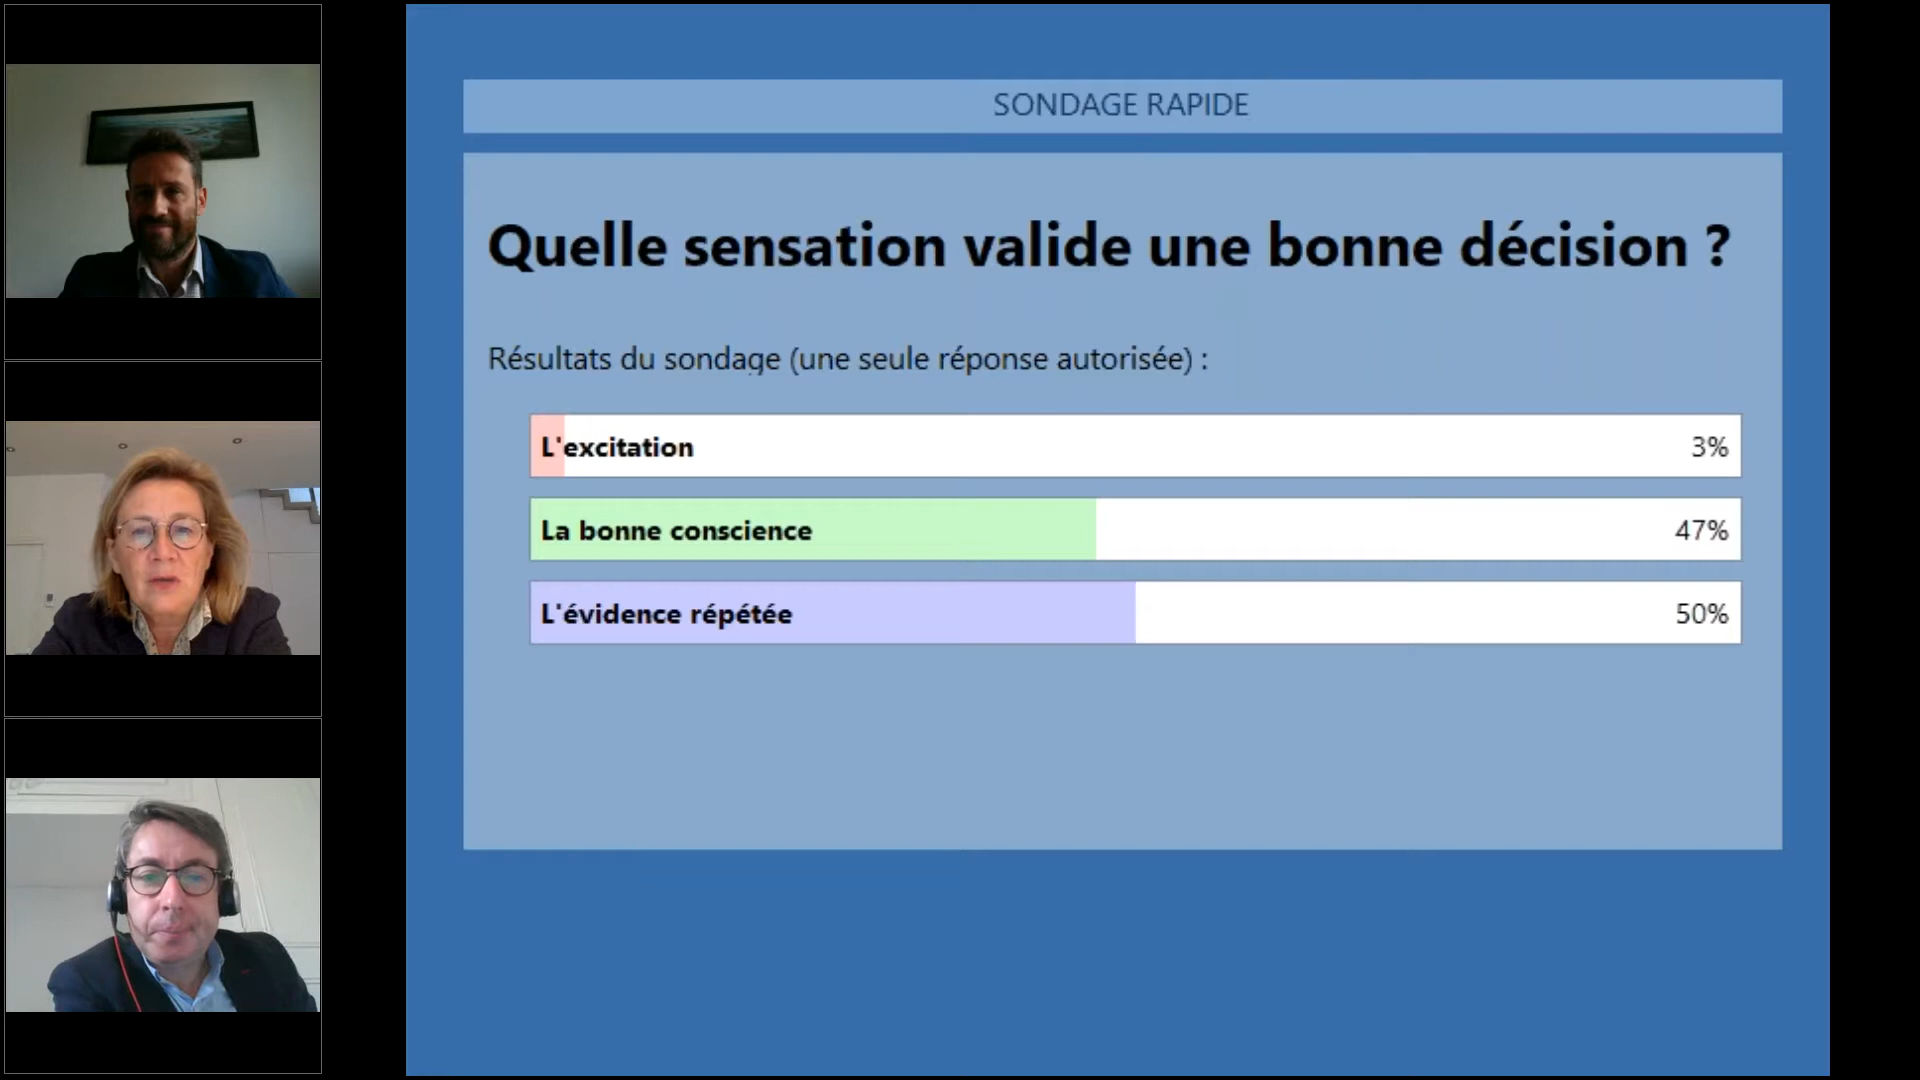 SONDAGE RAPIDE
Quelle sensation valide une bonne décision ?
Résultats du sondage (une seule réponse autorisée) :
L'excitation 3%
La bonne conscience 47%
L'évidence répétée 50%